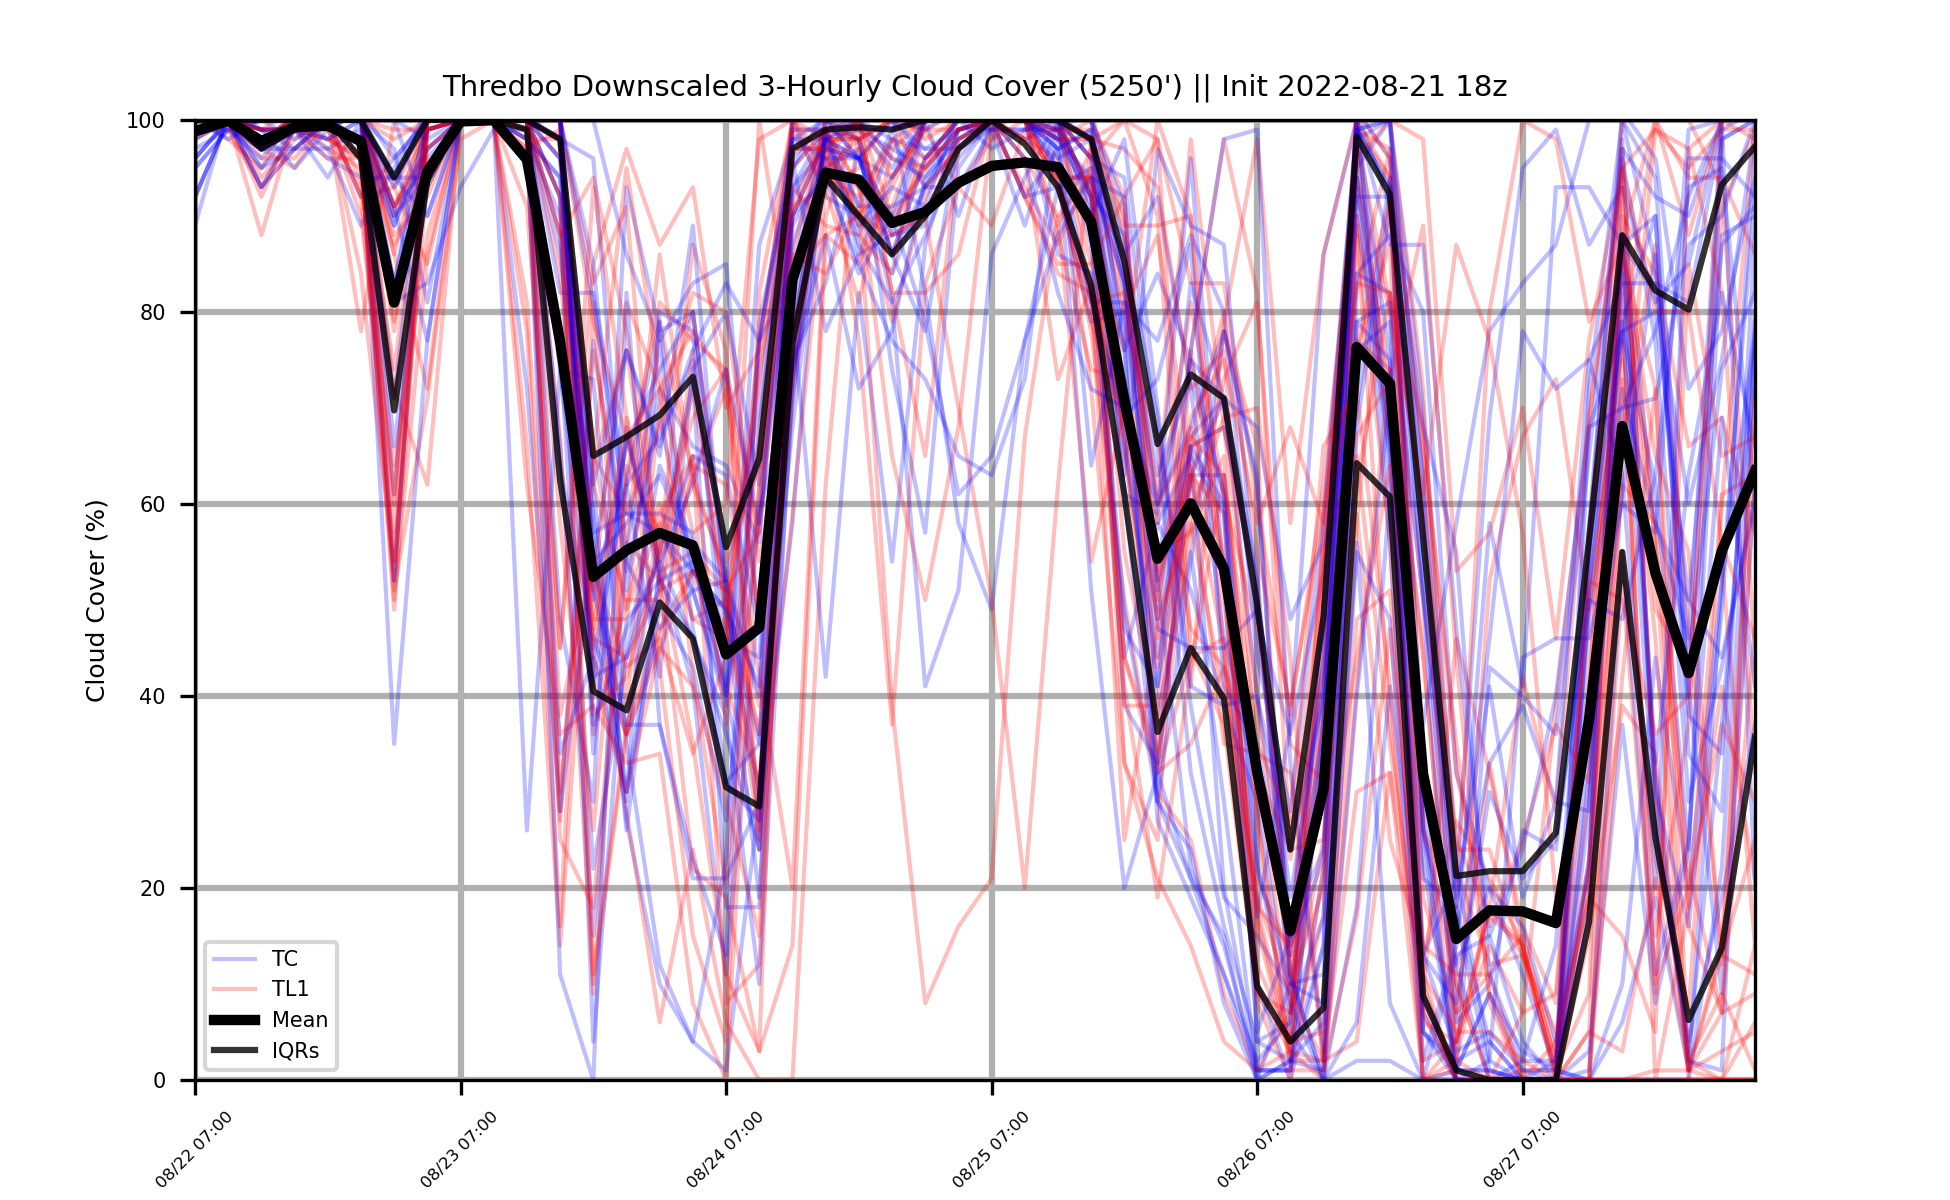 Thredbo Downscaled 3-Hourly Cloud Cover (5250') || Init 2022-08-21 18z
Cloud Cover (%)
100
80
60
40
20
0
TC
TL1
Mean
IQRs
08/22 07:00
08/23 07:00
08/24 07:00
08/25 07:00
08/26 07:00
08/27 07:00